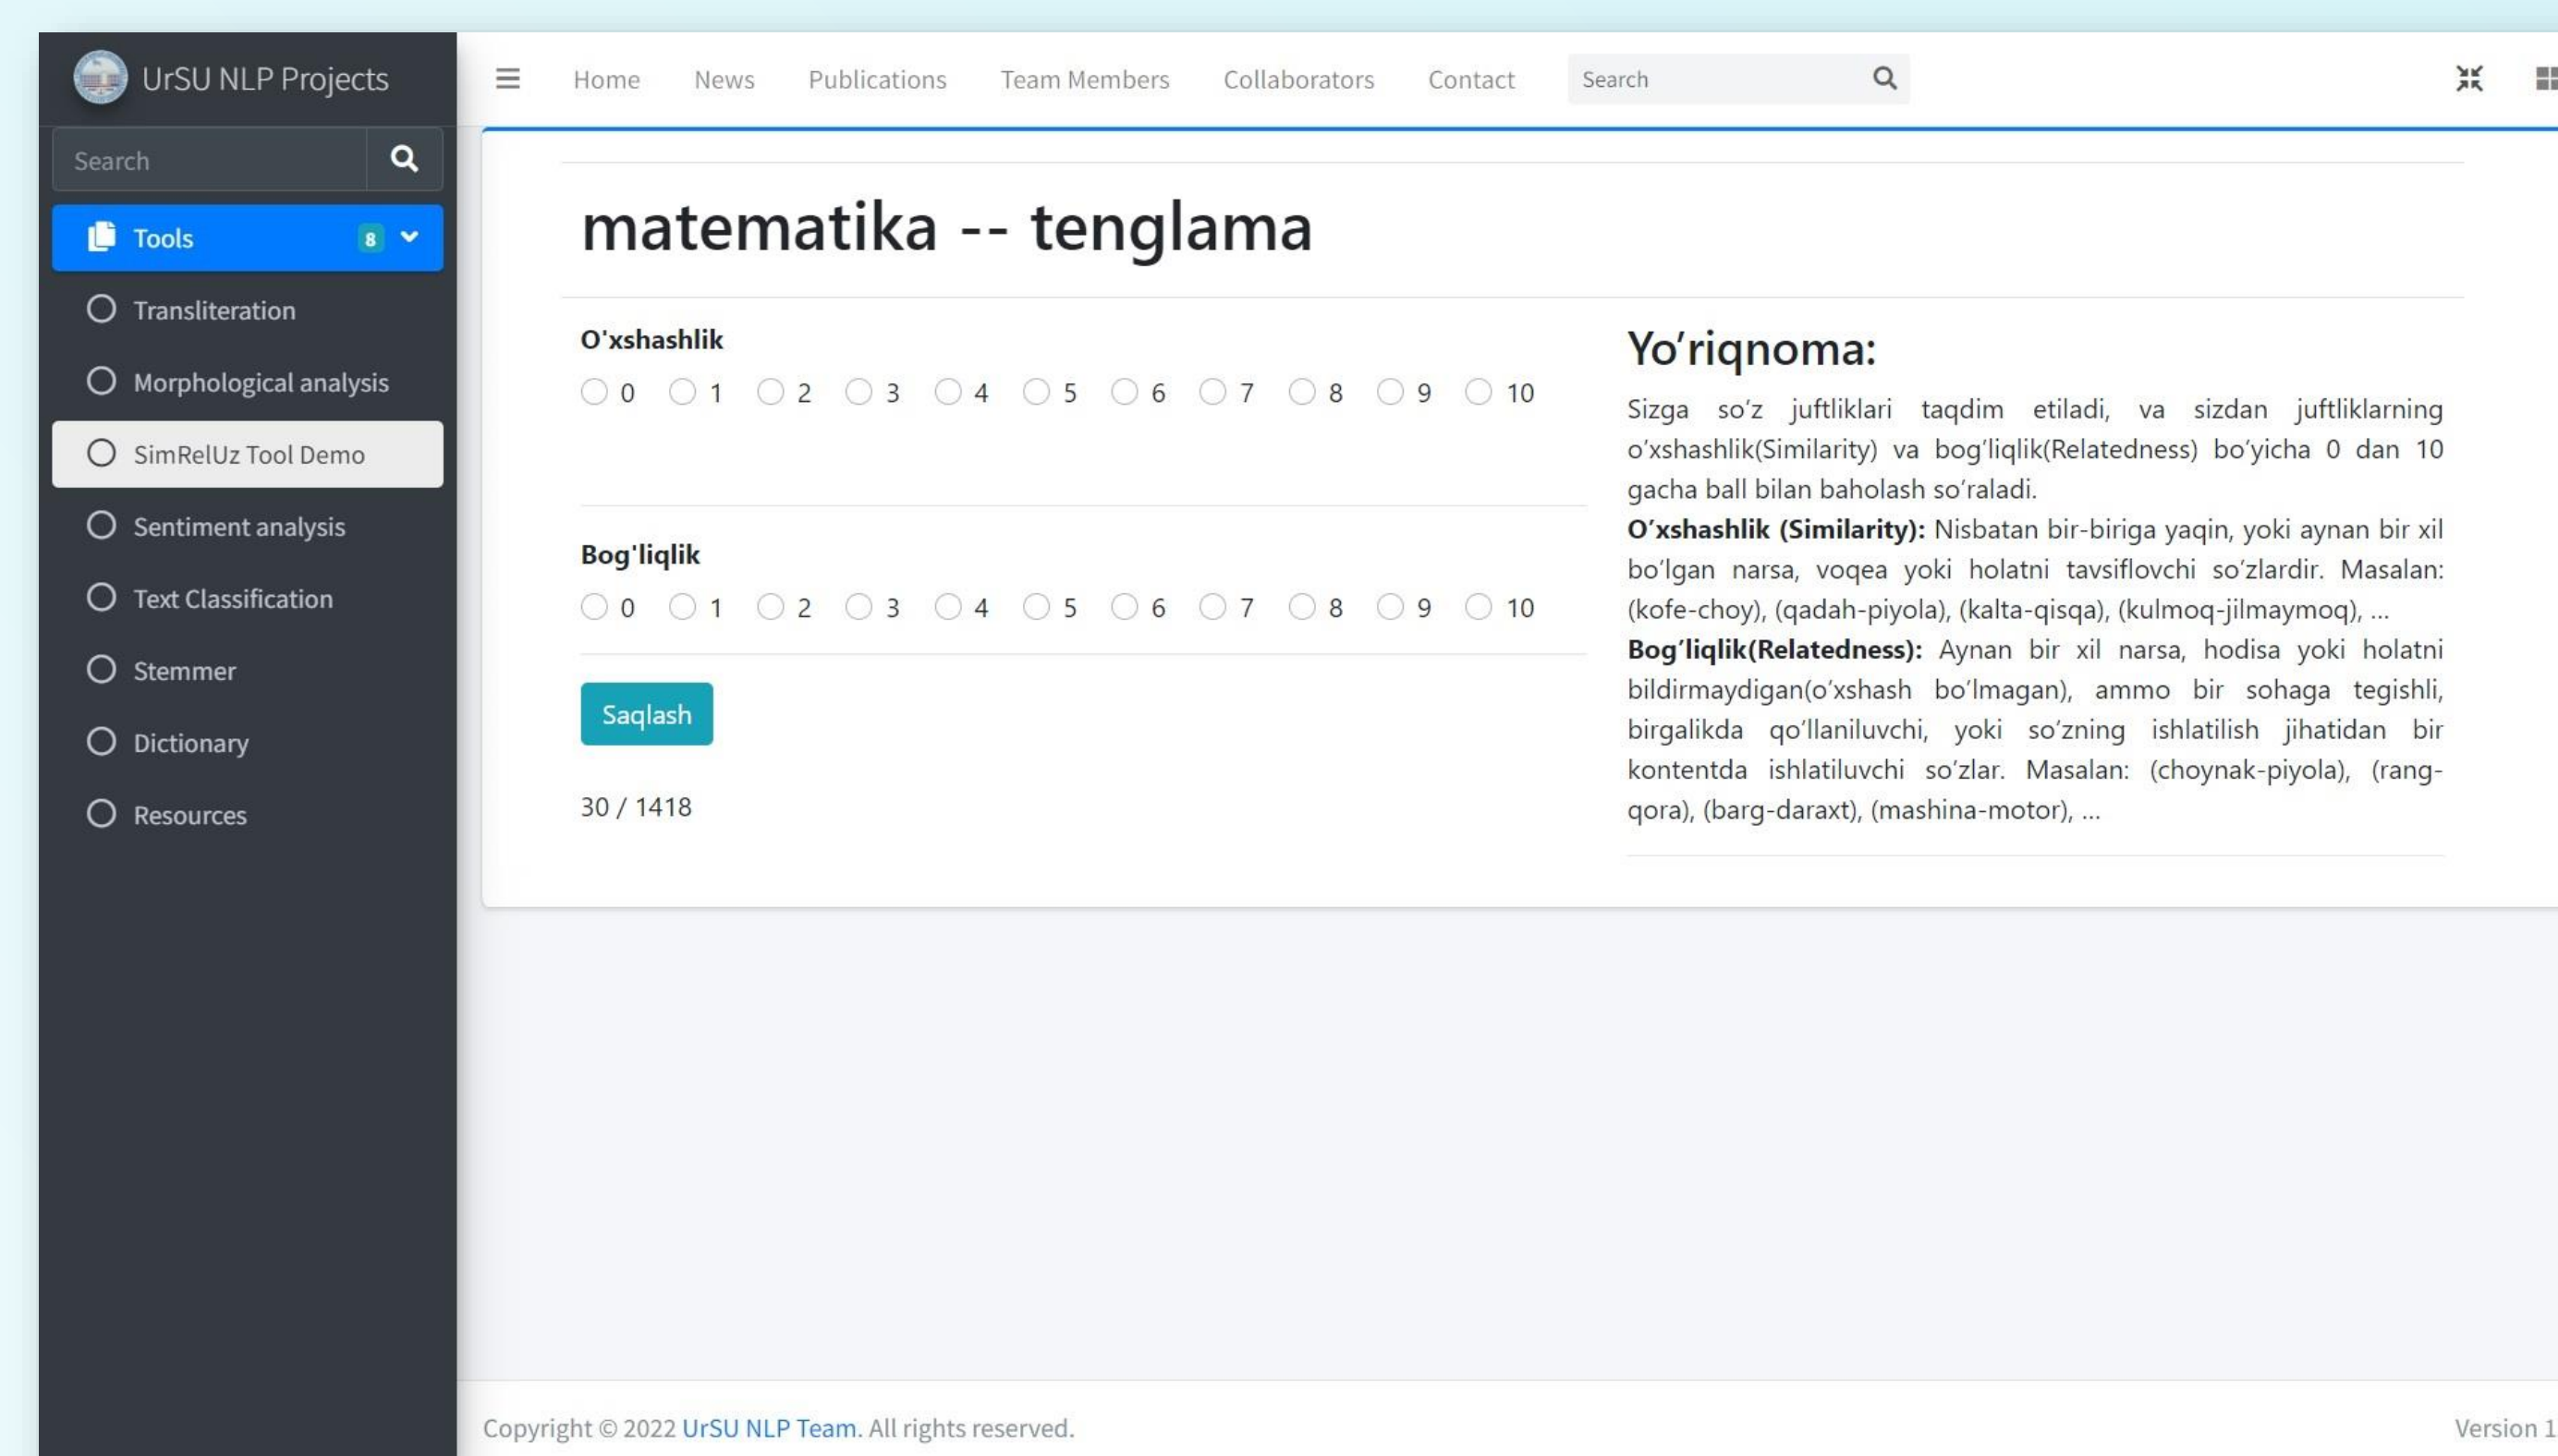 UrSU NLP Projects
Search
Tools 8
Transliteration
Morphological analysis
SimRelUz Tool Demo
Sentiment analysis
Text Classification
Stemmer
Dictionary
Resources
Home News Publications Team Members Collaborators Contact Search
matematika -- tenglama
O'xshashlik
0 1 2 3 4 5 6 7 8 9 10
Bog'liqlik
0 1 2 3 4 5 6 7 8 9 10
Saqlash
30 / 1418
Yo’riqnoma:
Sizga so’z juftliklari taqdim etiladi, va sizdan juftliklarning
o’xshashlik(Similarity) va bog’liqlik(Relatedness) bo’yicha 0 dan 10
gacha ball bilan baholash so’raladi.
O’xshashlik (Similarity): Nisbatan bir-biriga yaqin, yoki aynan bir xil
bo’lgan narsa, voqea yoki holatni tavsiflovchi so’zlardir. Masalan:
(kofe-choy), (qadah-piyola), (kalta-qisqa), (kulmoq-jilmaymoq), ...
Bog’liqlik(Relatedness): Aynan bir xil narsa, hodisa yoki holatni
bildirmaydigan(o’xshash bo’lmagan), ammo bir sohaga tegishli,
birgalikda qo’llaniluvchi, yoki so’zning ishlatilish jihatidan bir
kontentda ishlatiluvchi so’zlar. Masalan: (choynak-piyola), (rang-
qora), (barg-daraxt), (mashina-motor), ...
Copyright © 2022 UrSU NLP Team. All rights reserved.
Version 1